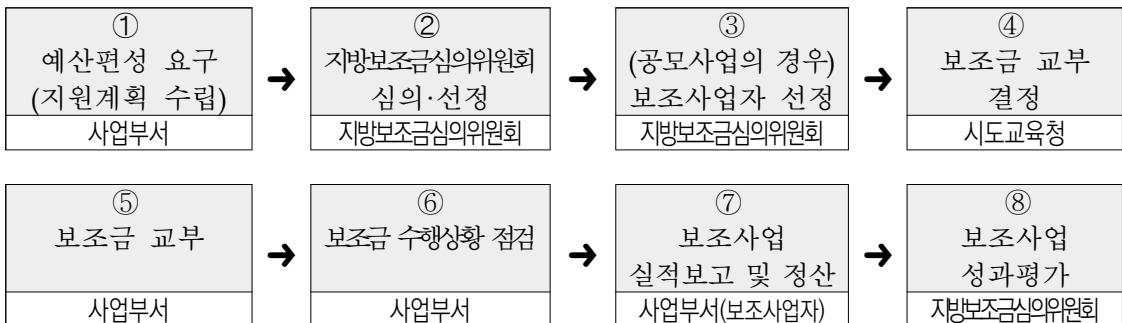 ①
예산편성 요구
(지원계획 수립)
사업부서
➜
②
지방보조금심의위원회
심의·선정
지방보조금심의위원회
➜
③
(공모사업의 경우)
보조사업자 선정
지방보조금심의위원회
➜
④
보조금 교부
결정
시도교육청
⑤
보조금 교부
사업부서
➜
⑥
보조금 수행상황 점검
사업부서
➜
⑦
보조사업
실적보고 및 정산
사업부서(보조사업자)
➜
⑧
보조사업
성과평가
지방보조금심의위원회